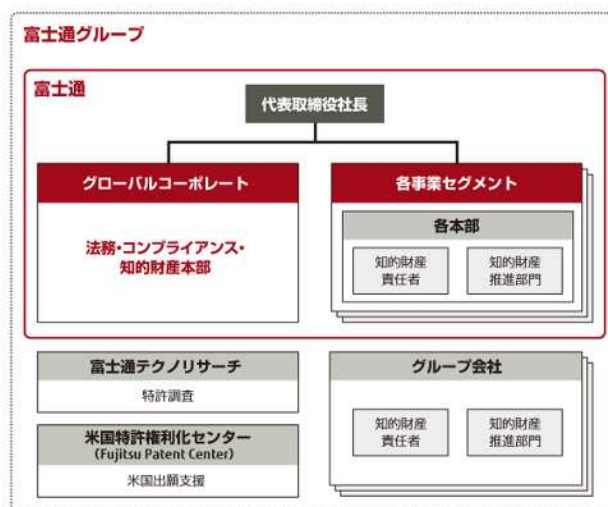 富士通グループ
富士通
代表取締役社長
グローバルコーポレート
法務・コンプライアンス・
知的財産本部
各事業セグメント
各本部
知的財産
責任者
知的財産
推進部門
富士通テクノリサーチ
特許調査
米国特許権利化センター
(Fujitsu Patent Center)
米国出願支援
グループ会社
知的財産
責任者
知的財産
推進部門